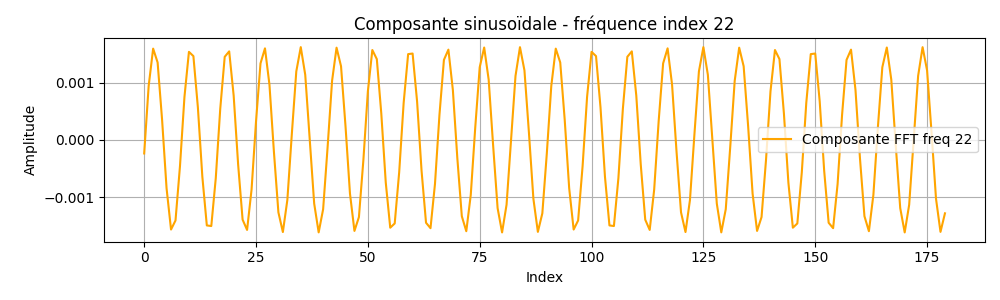 Composante sinusoïdale - fréquence index 22
Amplitude
0.001
0.000
−0.001
Composante FFT freq 22
0 25 50 75 100 125 150 175
Index